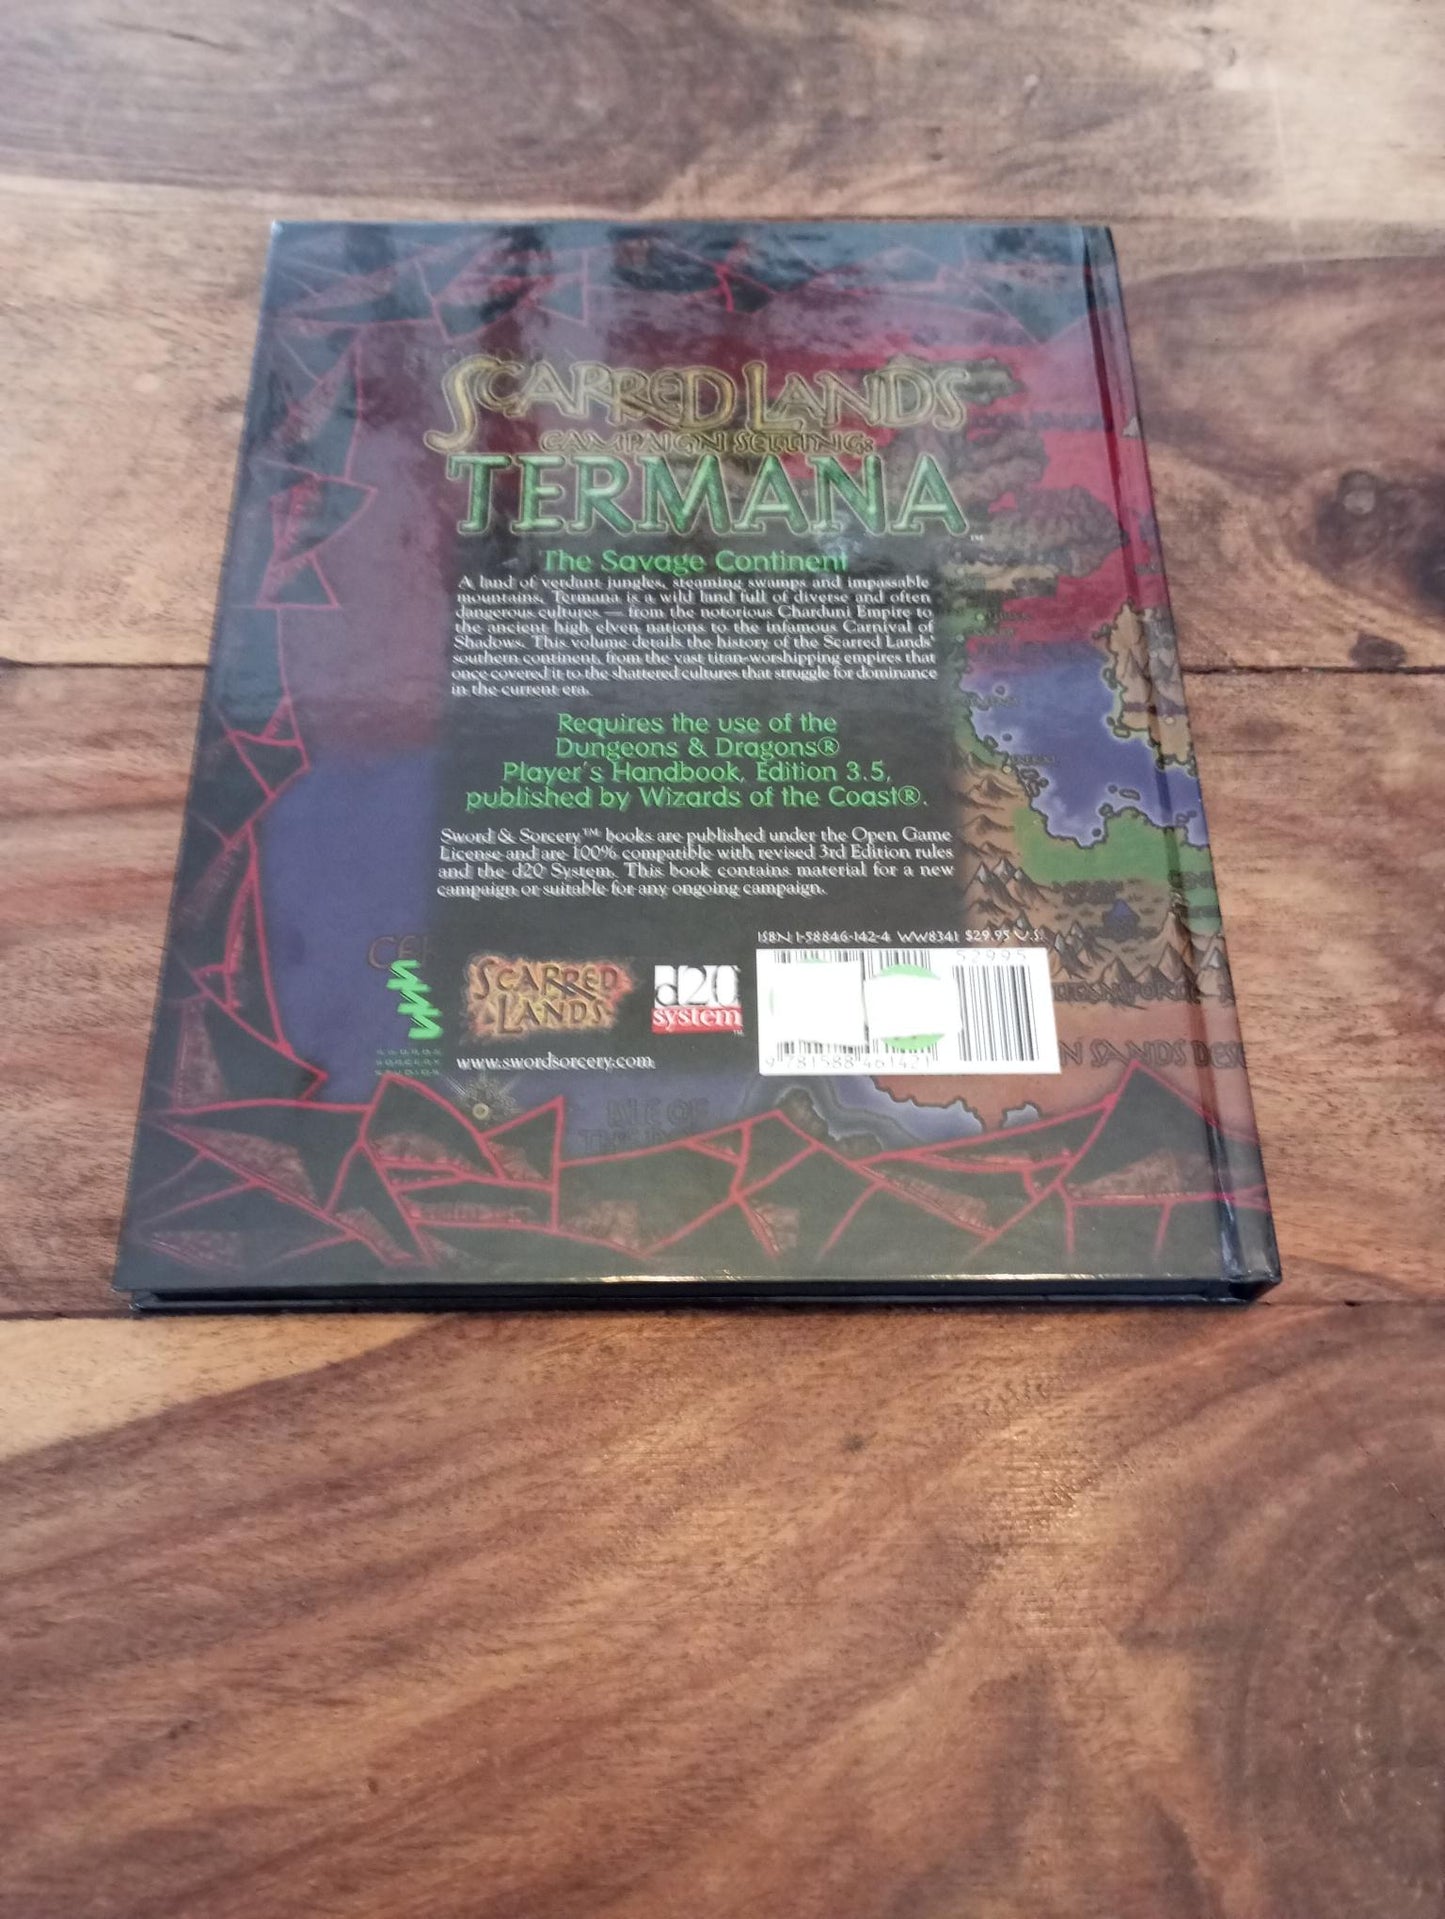 SCARRED LANDS
CAMPAIGN SETTING:
TERMANA
™
The Savage Continent
A land of verdant jungles, steaming swamps and impassable
mountains, Termana is a wild land full of diverse and often
dangerous cultures — from the notorious Charduni Empire to
the ancient high elven nations to the infamous Carnival of
Shadows. This volume details the history of the Scarred Lands'
southern continent, from the vast titan-worshipping empires that
once covered it to the shattered cultures that struggle for dominance
in the current era.
Requires the use of the
Dungeons & Dragons®
Player's Handbook, Edition 3.5,
published by Wizards of the Coast®.
Sword & Sorcery™ books are published under the Open Game
License and are 100% compatible with revised 3rd Edition rules
and the d20 System. This book contains material for a new
campaign or suitable for any ongoing campaign.
ISBN 1-58846-142-4 WW8341 $29.95 U.S.
52995
SCARRED
LANDS
d20
system
™
SWORD
SORCERY
STUDIOS
www.swordsorcery.com
9 781588 461421
ISLE OF